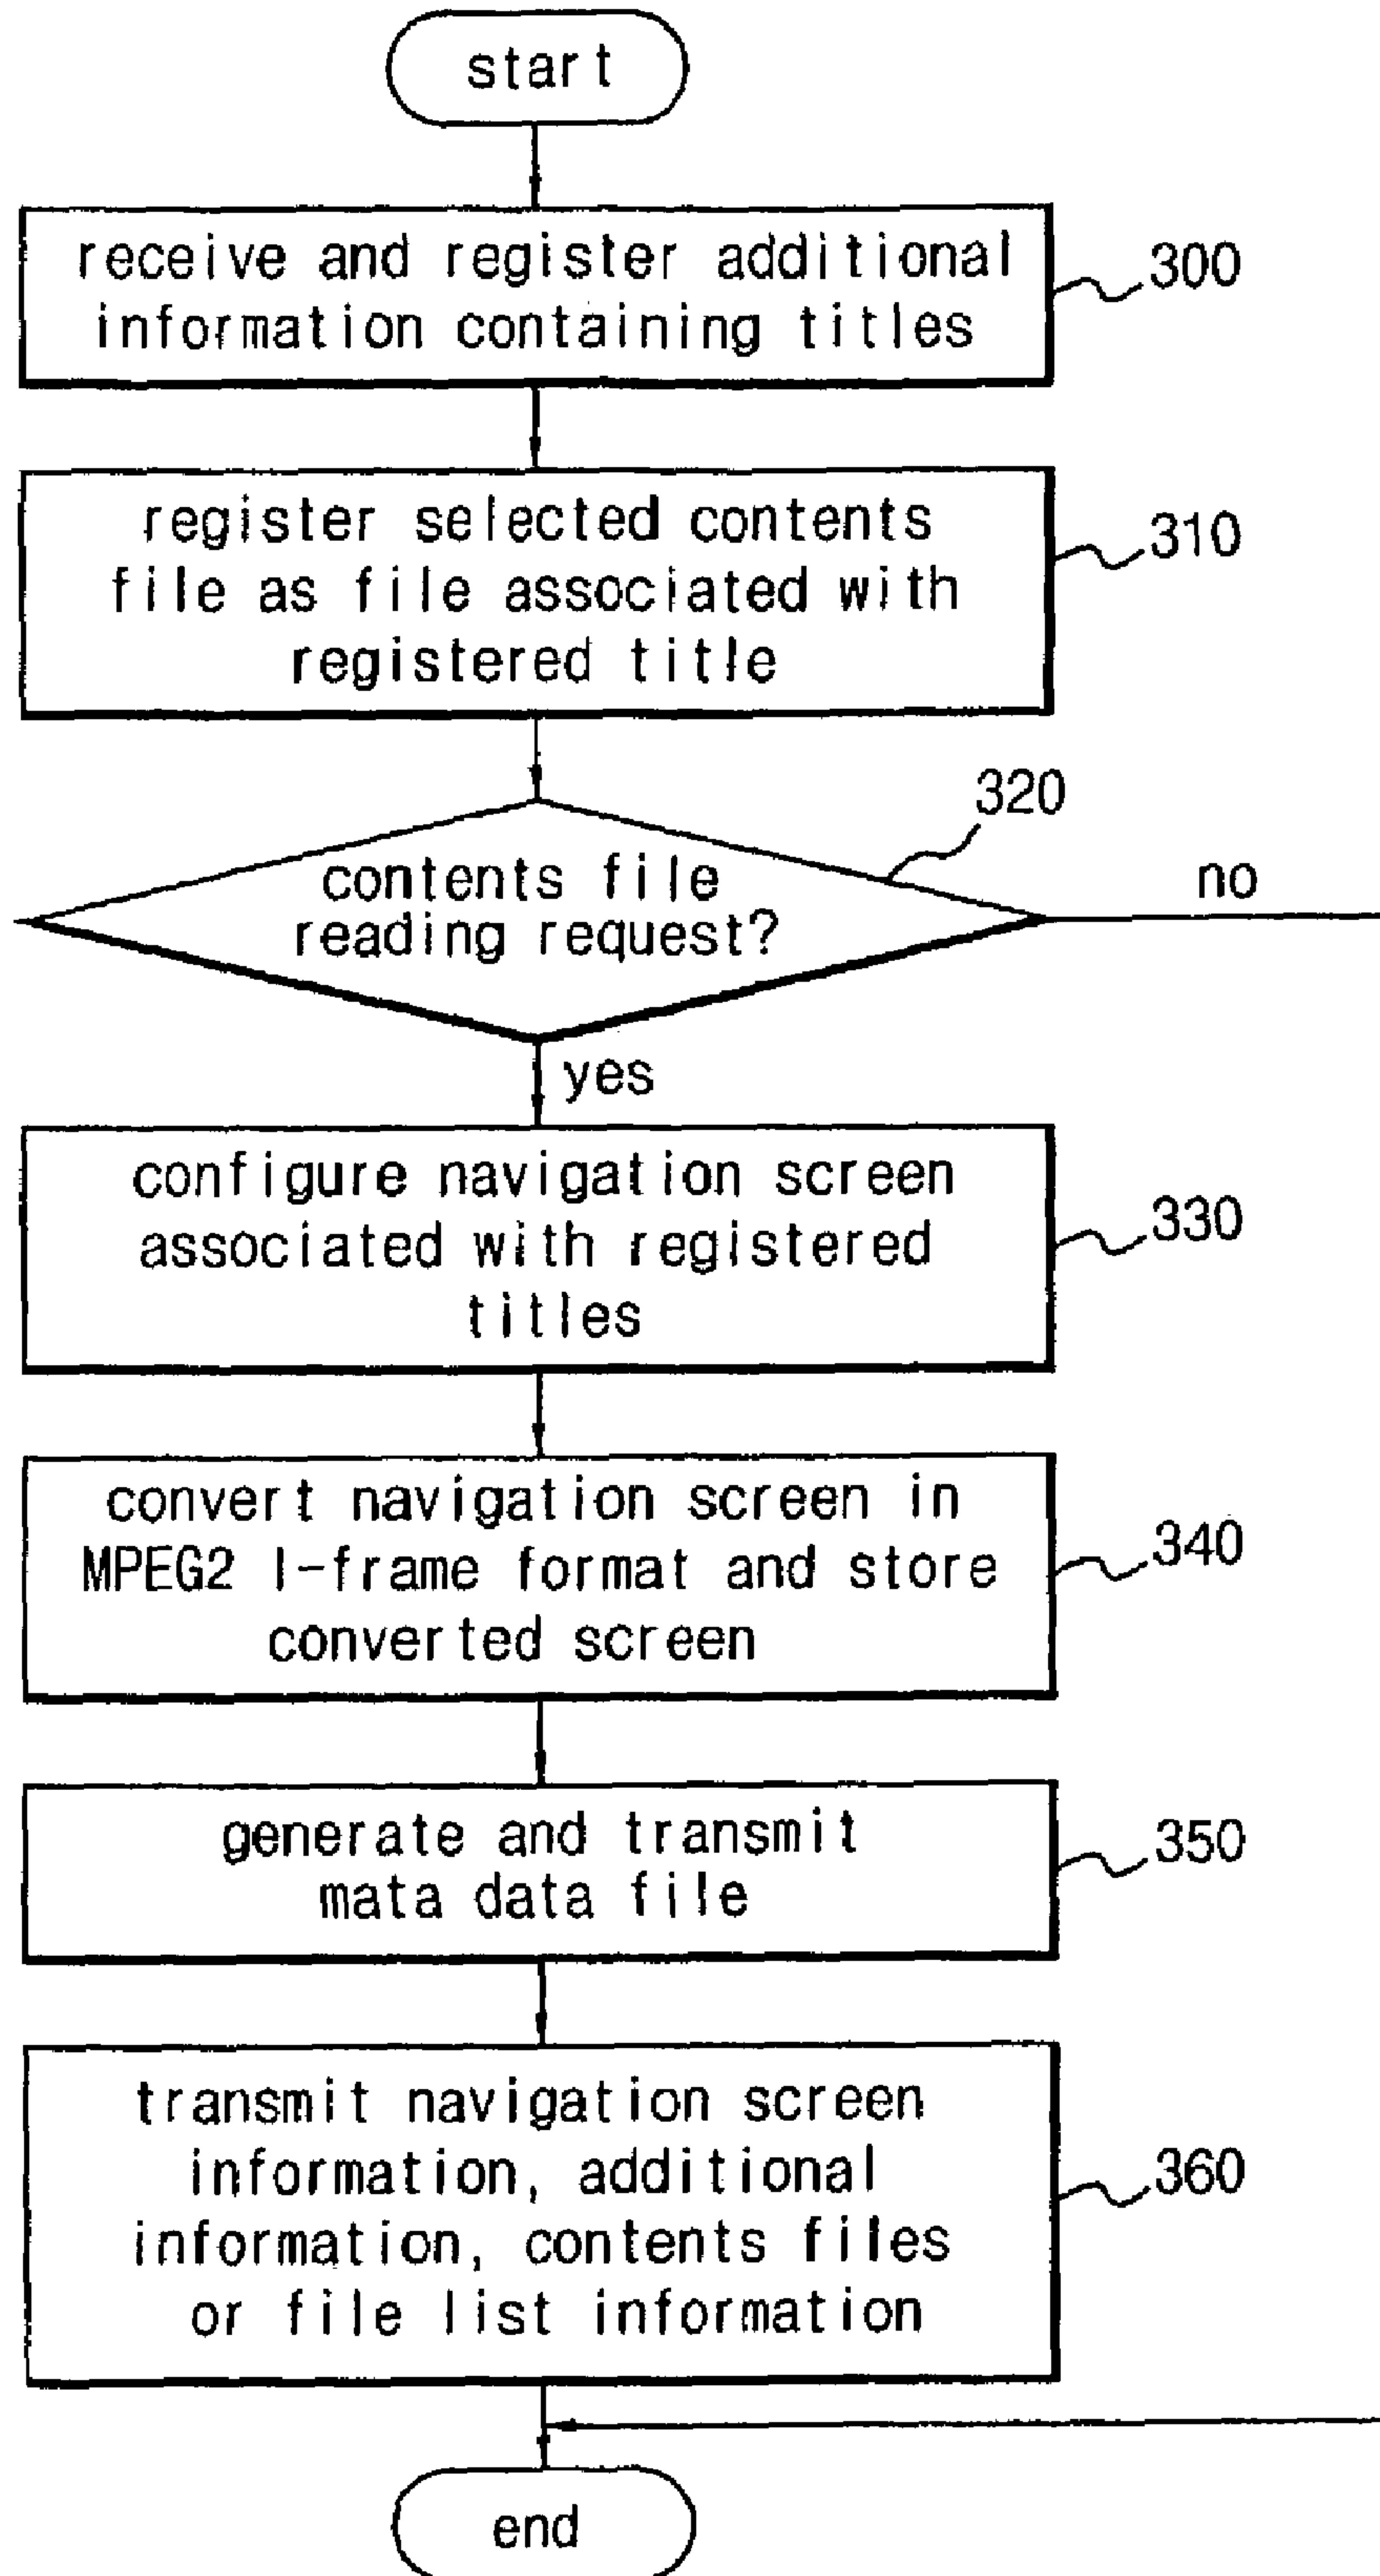 start
receive and register additional
information containing titles
300
register selected contents
file as file associated with
registered title
310
320
contents file
reading request?
no
yes
configure navigation screen
associated with registered
titles
330
convert navigation screen in
MPEG2 I-frame format and store
converted screen
340
generate and transmit
mata data file
350
transmit navigation screen
information, additional
information, contents files
or file list information
360
end